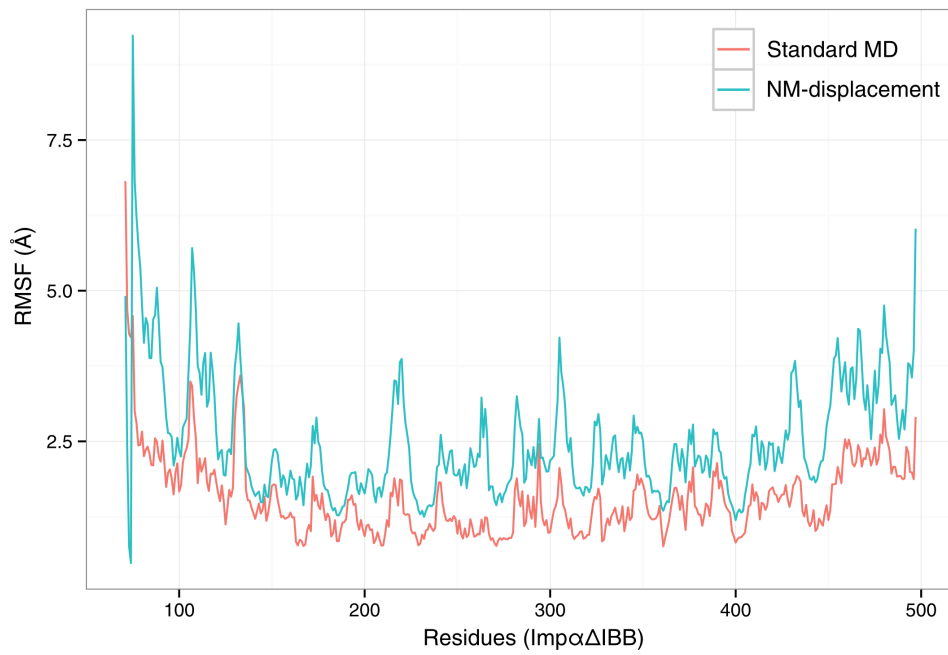 Standard MD
NM-displacement
7.5
5.0
2.5
RMSF (Å)
100
200
300
400
500
Residues (ImpαΔIBB)